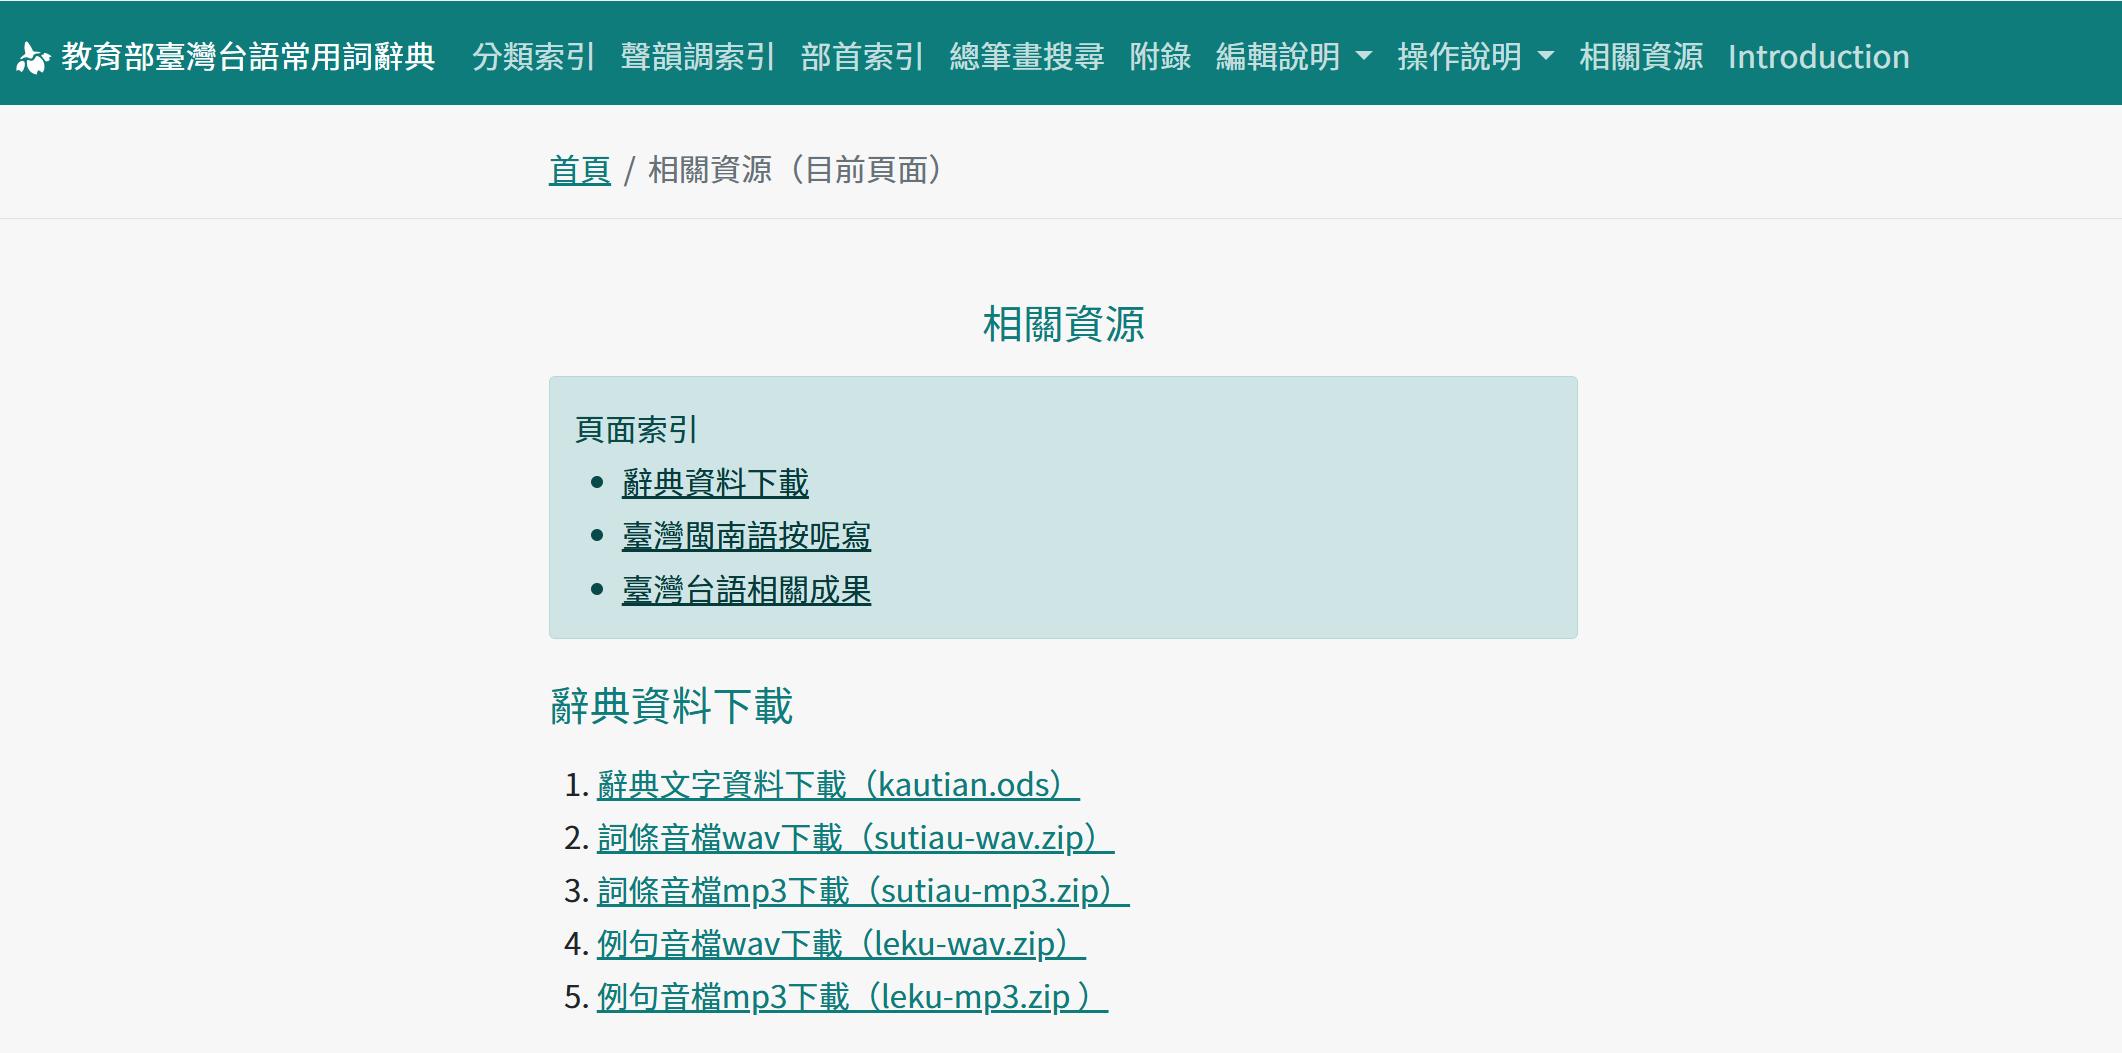 教育部臺灣台語常用詞辭典 分類索引 聲韻調索引 部首索引 總筆畫搜尋 附錄 編輯說明 操作說明 相關資源 Introduction
首頁 / 相關資源（目前頁面）
相關資源
頁面索引
• 辭典資料下載
• 臺灣閩南語按呢寫
• 臺灣台語相關成果
辭典資料下載
1. 辭典文字資料下載（kautian.ods）
2. 詞條音檔wav下載（sutiau-wav.zip）
3. 詞條音檔mp3下載（sutiau-mp3.zip）
4. 例句音檔wav下載（leku-wav.zip）
5. 例句音檔mp3下載（leku-mp3.zip ）